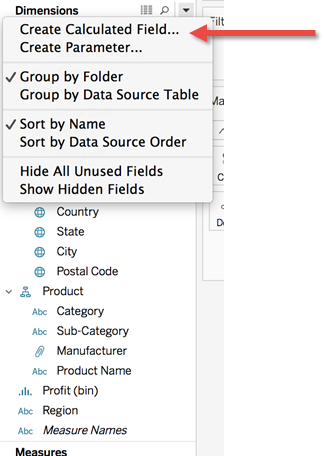 Dimensions
Create Calculated Field...
Create Parameter...
✓ Group by Folder
Group by Data Source Table
✓ Sort by Name
Sort by Data Source Order
Hide All Unused Fields
Show Hidden Fields
Country
State
City
Postal Code
Product
Abc Category
Abc Sub-Category
Manufacturer
Abc Product Name
Profit (bin)
Abc Region
Abc Measure Names
Measures